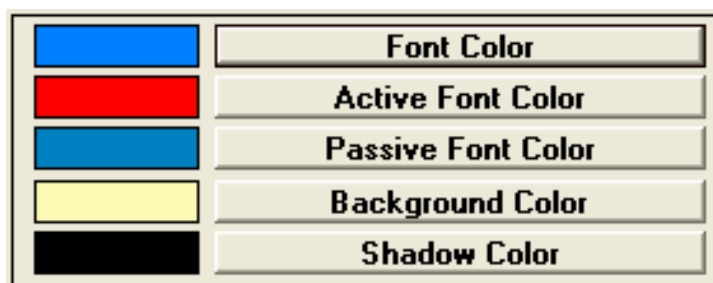 Font Color
Active Font Color
Passive Font Color
Background Color
Shadow Color